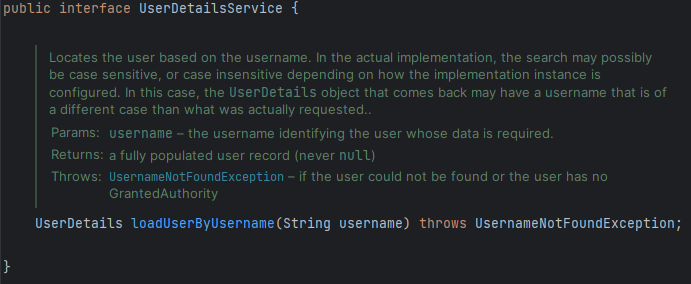 public interface UserDetailsService {
Locates the user based on the username. In the actual implementation, the search may possibly
be case sensitive, or case insensitive depending on how the implementation instance is
configured. In this case, the UserDetails object that comes back may have a username that is of
a different case than what was actually requested..
Params: username – the username identifying the user whose data is required.
Returns: a fully populated user record (never null)
Throws: UsernameNotFoundException – if the user could not be found or the user has no
GrantedAuthority
UserDetails loadUserByUsername(String username) throws UsernameNotFoundException;
}